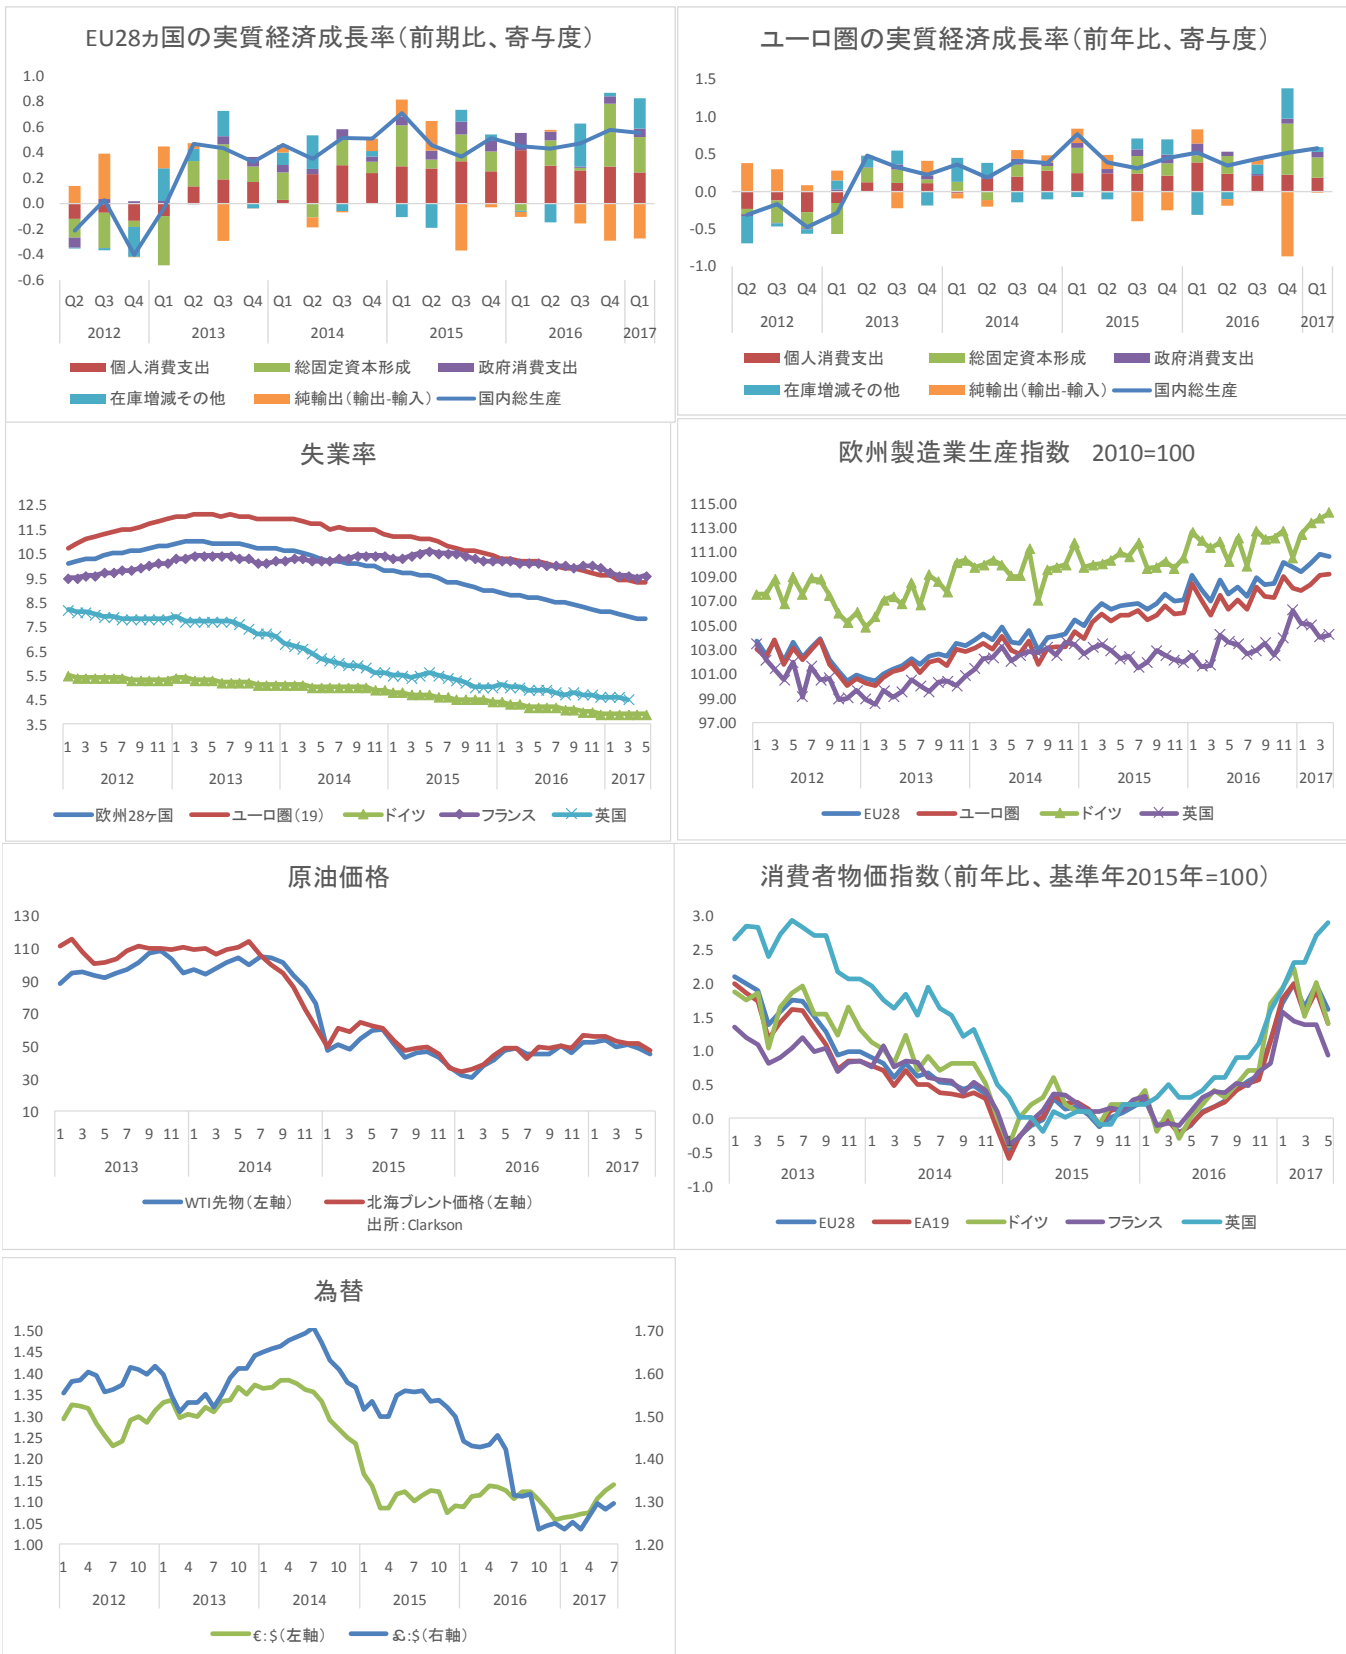 EU28ヵ国の実質経済成長率(前期比、寄与度)
1.0
0.8
0.6
0.4
0.2
0.0
-0.2
-0.4
-0.6
Q2 Q3 Q4 Q1 Q2 Q3 Q4 Q1 Q2 Q3 Q4 Q1 Q2 Q3 Q4 Q1 Q2 Q3 Q4 Q1
2012 2013 2014 2015 2016 2017
個人消費支出 総固定資本形成 政府消費支出
在庫増減その他 純輸出(輸出-輸入) 国内総生産
ユーロ圏の実質経済成長率(前年比、寄与度)
1.5
1.0
0.5
0.0
-0.5
-1.0
Q2 Q3 Q4 Q1 Q2 Q3 Q4 Q1 Q2 Q3 Q4 Q1 Q2 Q3 Q4 Q1 Q2 Q3 Q4 Q1
2012 2013 2014 2015 2016 2017
個人消費支出 総固定資本形成 政府消費支出
在庫増減その他 純輸出(輸出-輸入) 国内総生産
失業率
12.5
11.5
10.5
9.5
8.5
7.5
6.5
5.5
4.5
3.5
1 3 5 7 9 11 1 3 5 7 9 11 1 3 5 7 9 11 1 3 5 7 9 11 1 3 5 7 9 11 1 3 5
2012 2013 2014 2015 2016 2017
欧州28ヶ国 ユーロ圏(19) ドイツ フランス 英国
欧州製造業生産指数 2010=100
115.00
113.00
111.00
109.00
107.00
105.00
103.00
101.00
99.00
97.00
1 3 5 7 9 11 1 3 5 7 9 11 1 3 5 7 9 11 1 3 5 7 9 11 1 3 5 7 9 11 1 3
2012 2013 2014 2015 2016 2017
EU28 ユーロ圏 ドイツ 英国
原油価格
130
110
90
70
50
30
10
1 3 5 7 9 11 1 3 5 7 9 11 1 3 5 7 9 11 1 3 5 7 9 11 1 3 5
2013 2014 2015 2016 2017
WTI先物(左軸) 北海ブレント価格(左軸)
出所:Clarkson
消費者物価指数(前年比、基準年2015年=100)
3.0
2.5
2.0
1.5
1.0
0.5
0.0
-0.5
-1.0
1 3 5 7 9 11 1 3 5 7 9 11 1 3 5 7 9 11 1 3 5 7 9 11 1 3 5
2013 2014 2015 2016 2017
EU28 EA19 ドイツ フランス 英国
為替
1.50
1.45
1.40
1.35
1.30
1.25
1.20
1.15
1.10
1.05
1.00
1.70
1.60
1.50
1.40
1.30
1.20
1 4 7 10 1 4 7 10 1 4 7 10 1 4 7 10 1 4 7 10 1 4 7
2012 2013 2014 2015 2016 2017
€:$(左軸) £:$(右軸)